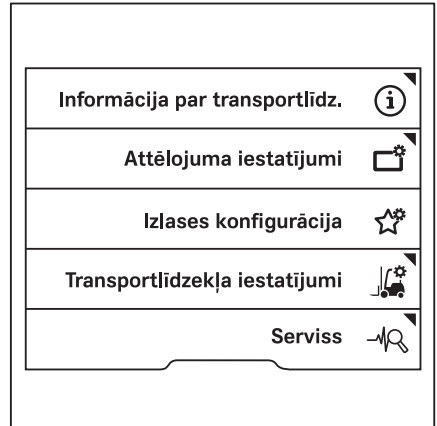 Informācija par transportlīdz.
Attēlojuma iestatījumi
Izlases konfigurācija
Transportlīdzekļa iestatījumi
Serviss